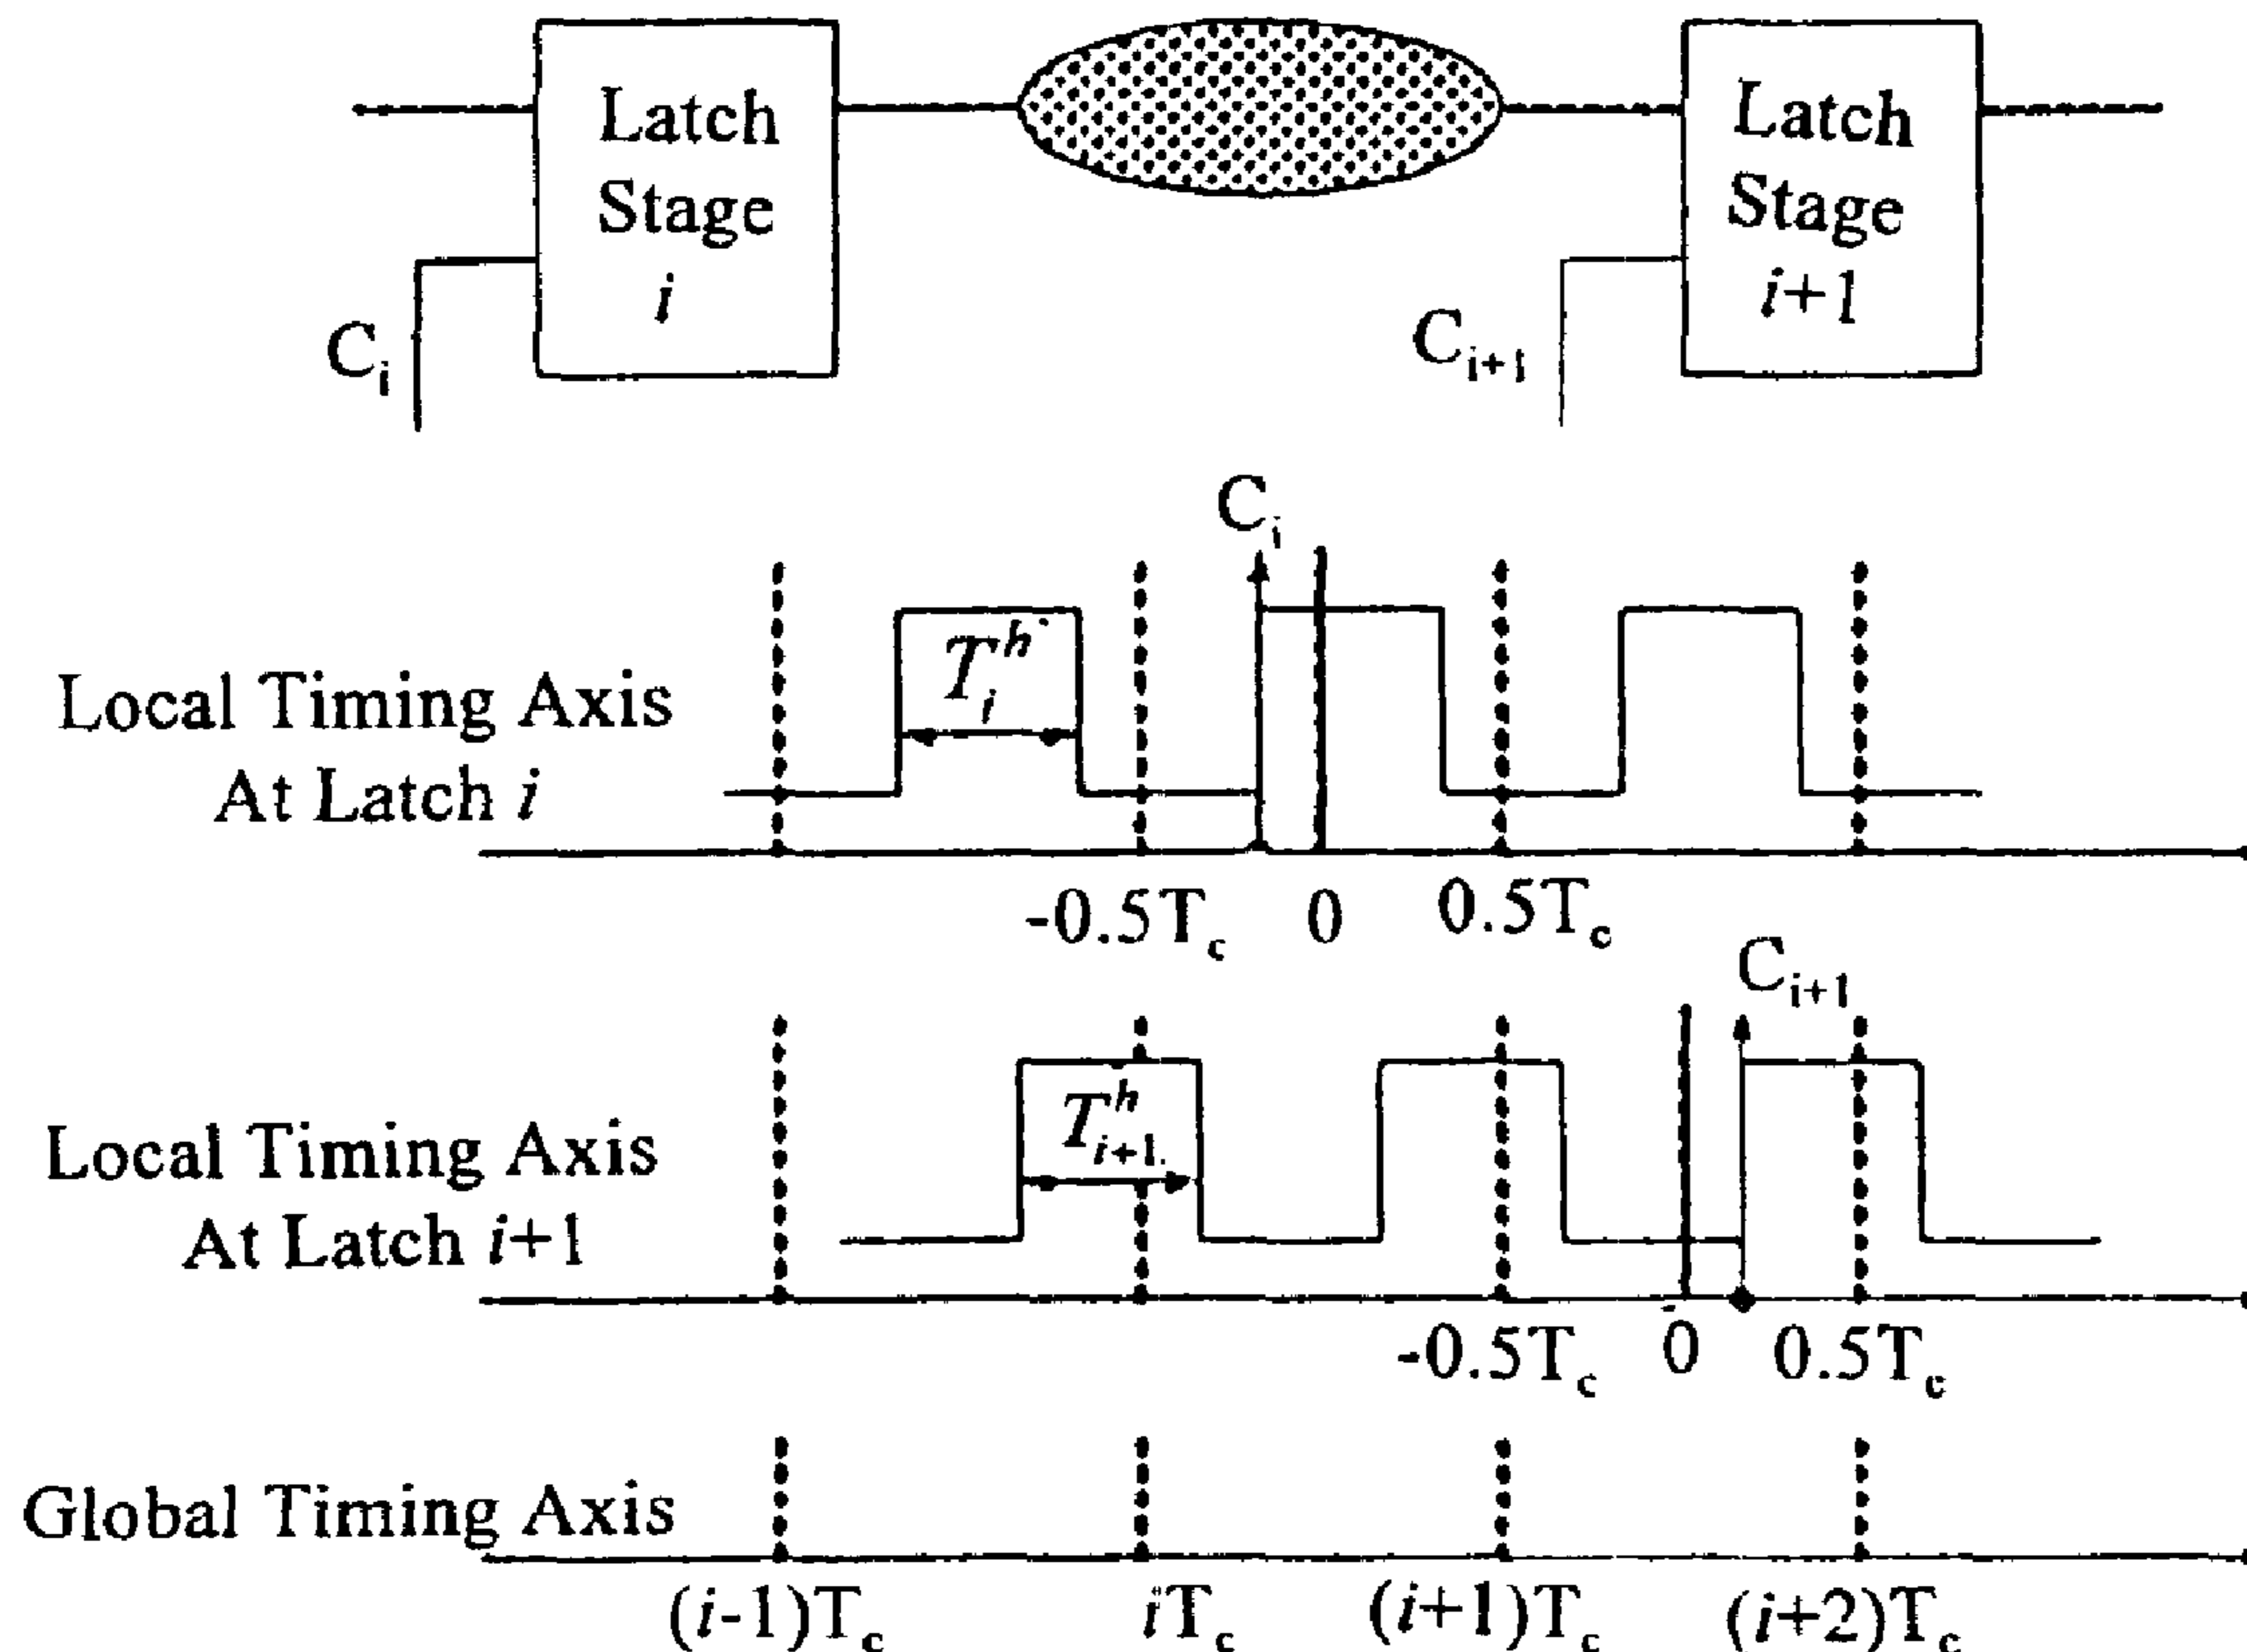 Latch
Stage
i
Latch
Stage
i+1
C_i
C_{i+1}
C_i
T_i^h
Local Timing Axis
At Latch i
-0.5T_c 0 0.5T_c
C_{i+1}
T_{i+1}^h
Local Timing Axis
At Latch i+1
-0.5T_c 0 0.5T_c
Global Timing Axis
(i-1)T_c iT_c (i+1)T_c (i+2)T_c